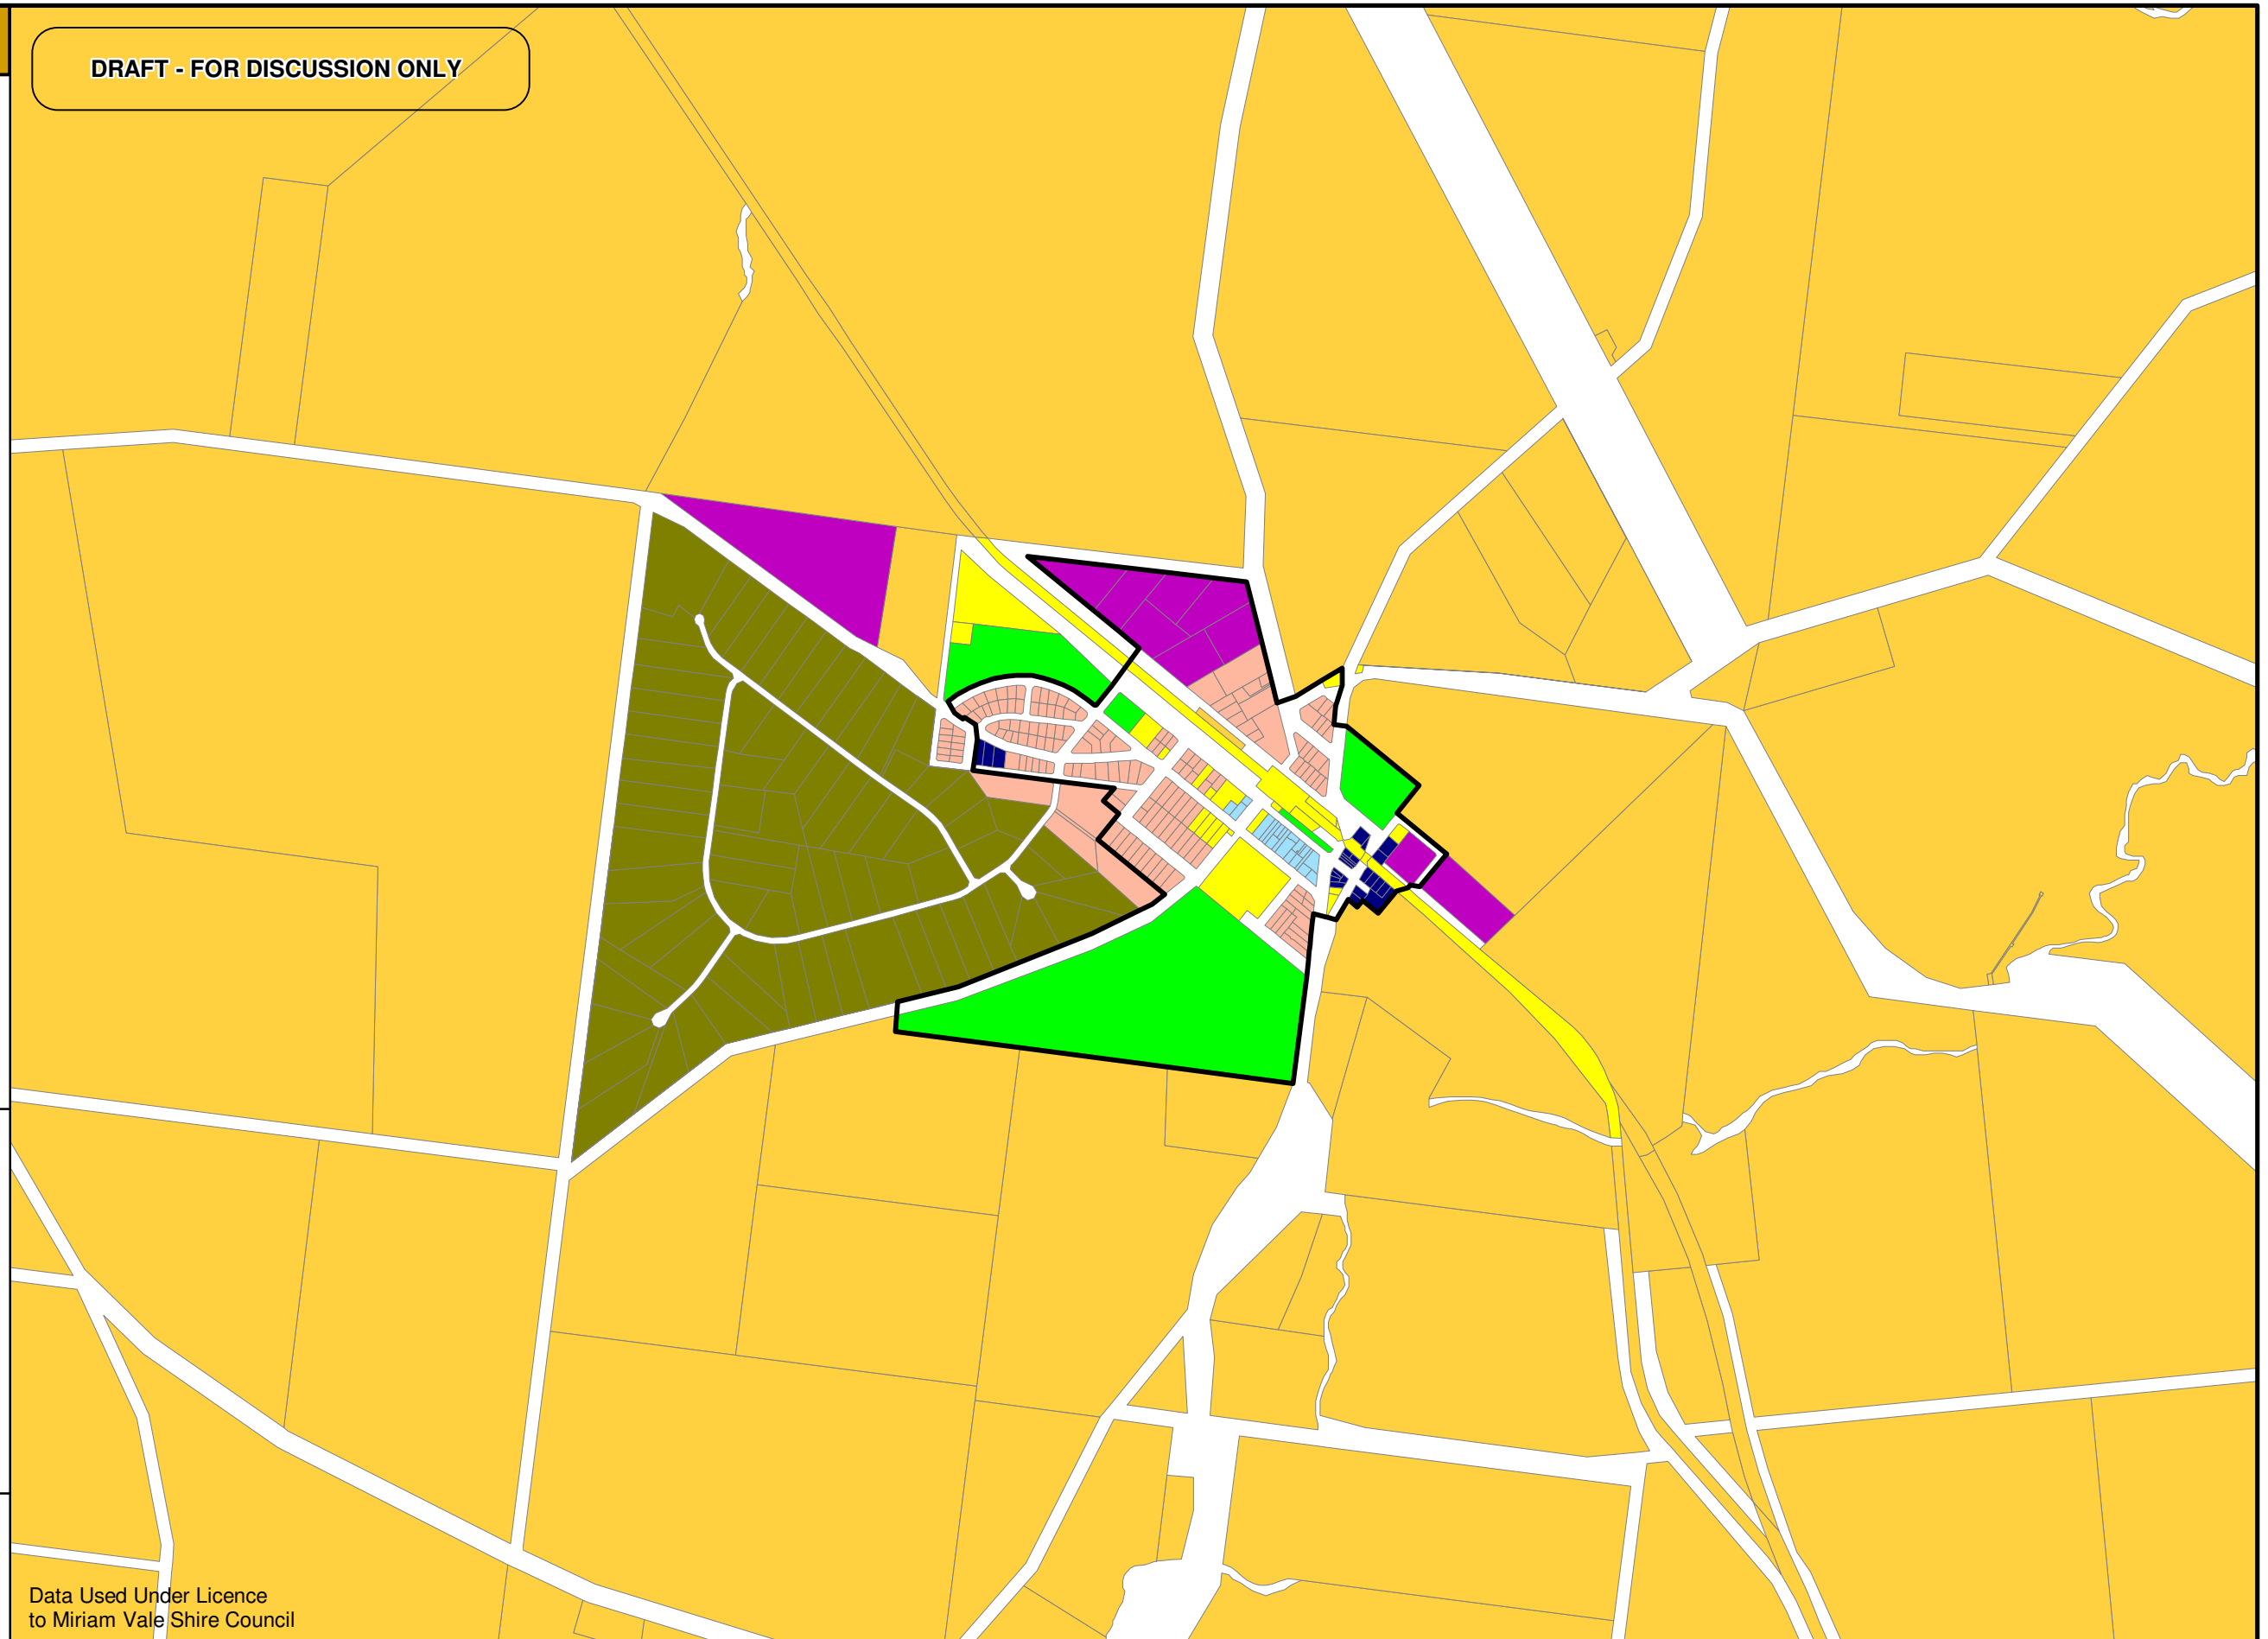 DRAFT - FOR DISCUSSION ONLY
Data Used Under Licence
to Miriam Vale Shire Council